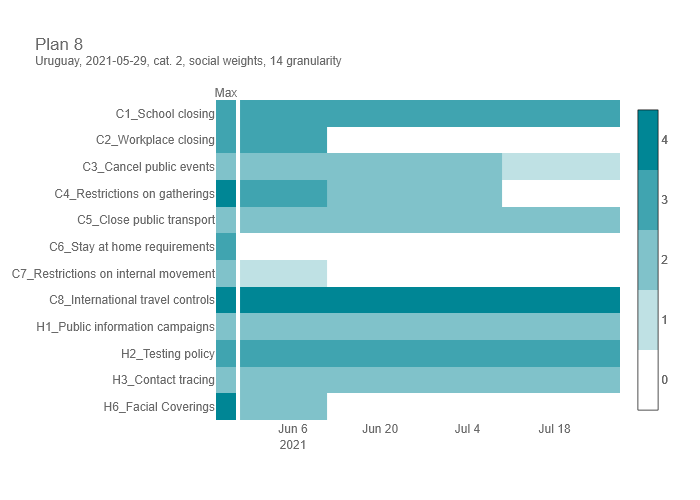 Plan 8
Uruguay, 2021-05-29, cat. 2, social weights, 14 granularity
Max
C1_School closing
C2_Workplace closing
C3_Cancel public events
C4_Restrictions on gatherings
C5_Close public transport
C6_Stay at home requirements
C7_Restrictions on internal movement
C8_International travel controls
H1_Public information campaigns
H2_Testing policy
H3_Contact tracing
H6_Facial Coverings
Jun 6 Jun 20 Jul 4 Jul 18
2021
4
3
2
1
0